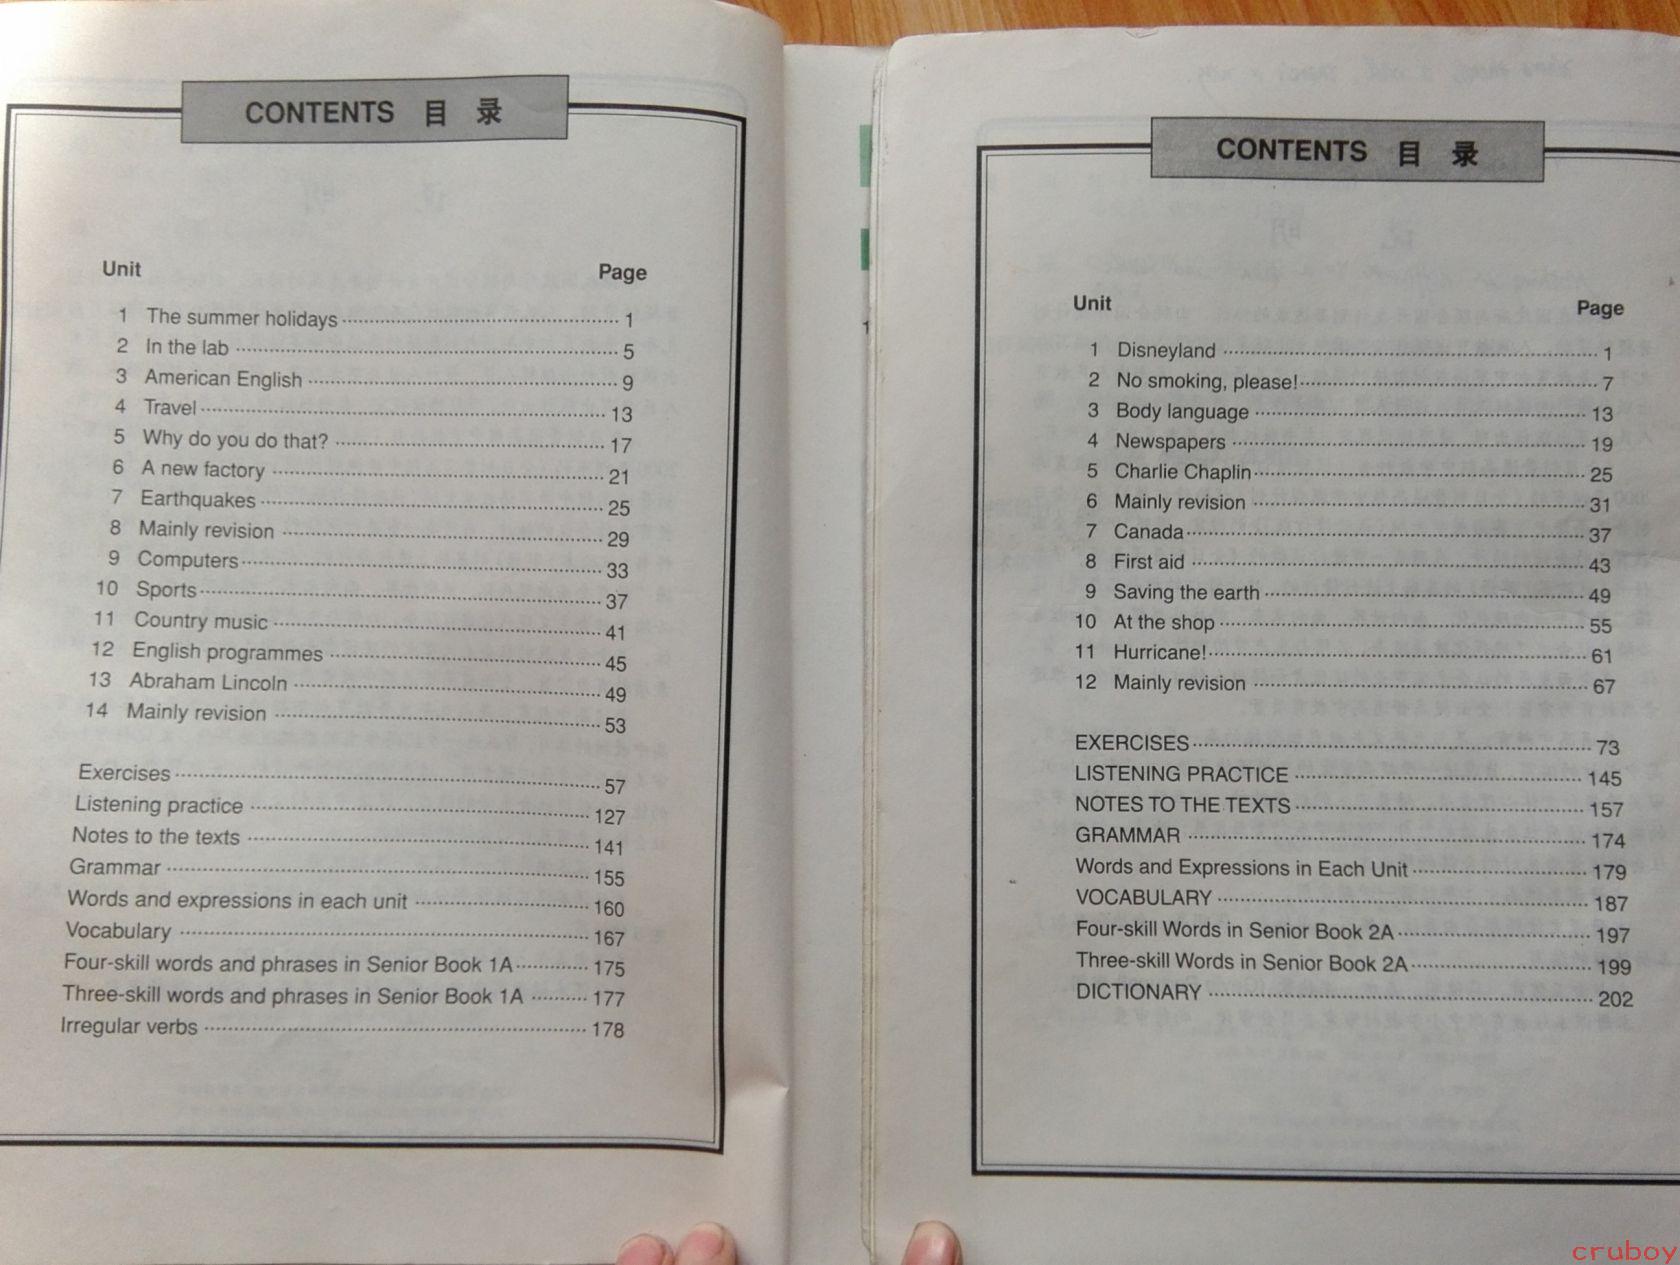 CONTENTS 目 录
Unit Page
1 The summer holidays 1
2 In the lab 5
3 American English 9
4 Travel 13
5 Why do you do that? 17
6 A new factory 21
7 Earthquakes 25
8 Mainly revision 29
9 Computers 33
10 Sports 37
11 Country music 41
12 English programmes 45
13 Abraham Lincoln 49
14 Mainly revision 53
Exercises 57
Listening practice 127
Notes to the texts 141
Grammar 155
Words and expressions in each unit 160
Vocabulary 167
Four-skill words and phrases in Senior Book 1A 175
Three-skill words and phrases in Senior Book 1A 177
Irregular verbs 178
CONTENTS 目 录
Unit Page
1 Disneyland 1
2 No smoking, please! 7
3 Body language 13
4 Newspapers 19
5 Charlie Chaplin 25
6 Mainly revision 31
7 Canada 37
8 First aid 43
9 Saving the earth 49
10 At the shop 55
11 Hurricane! 61
12 Mainly revision 67
EXERCISES 73
LISTENING PRACTICE 145
NOTES TO THE TEXTS 157
GRAMMAR 174
Words and Expressions in Each Unit 179
VOCABULARY 187
Four-skill Words in Senior Book 2A 197
Three-skill Words in Senior Book 2A 199
DICTIONARY 202
cruboy